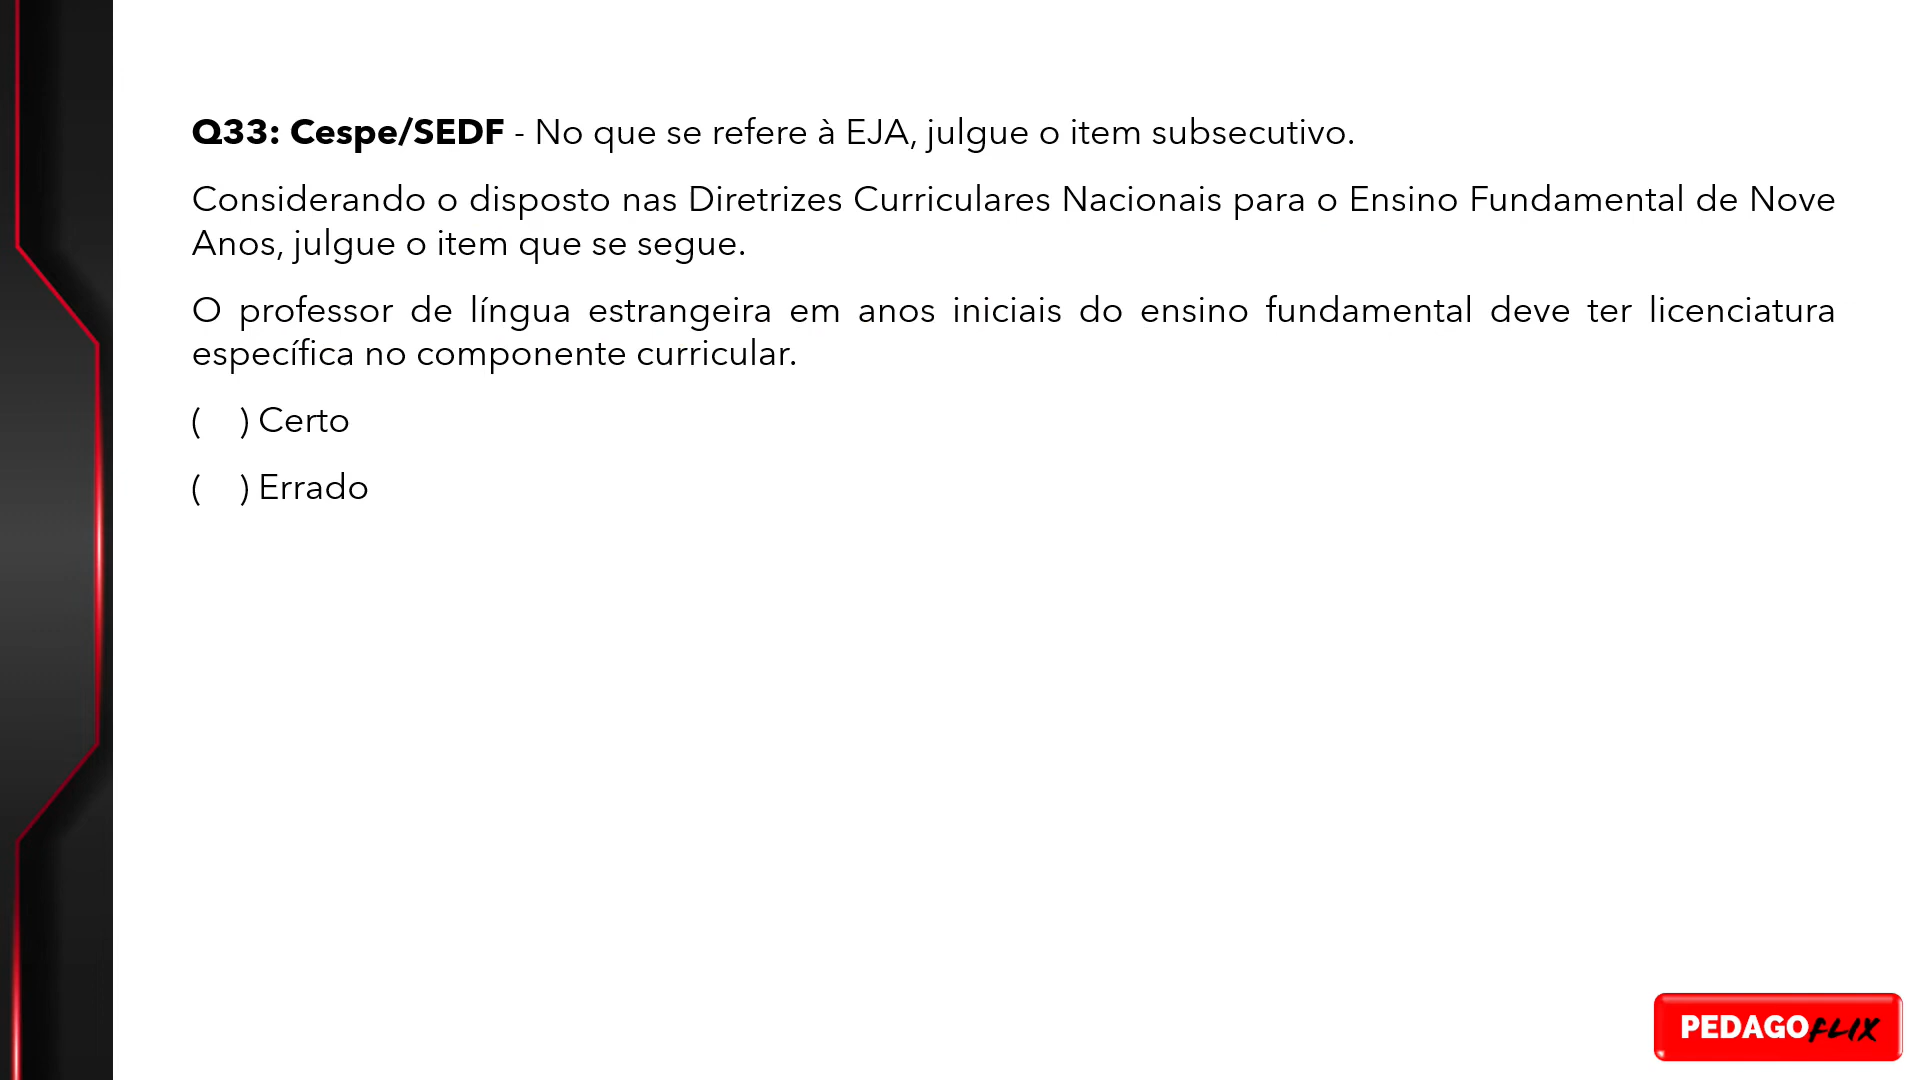 Q33: Cespe/SEDF - No que se refere à EJA, julgue o item subsecutivo.
Considerando o disposto nas Diretrizes Curriculares Nacionais para o Ensino Fundamental de Nove
Anos, julgue o item que se segue.
O professor de língua estrangeira em anos iniciais do ensino fundamental deve ter licenciatura
específica no componente curricular.
( ) Certo
( ) Errado
PEDAGOFLIX